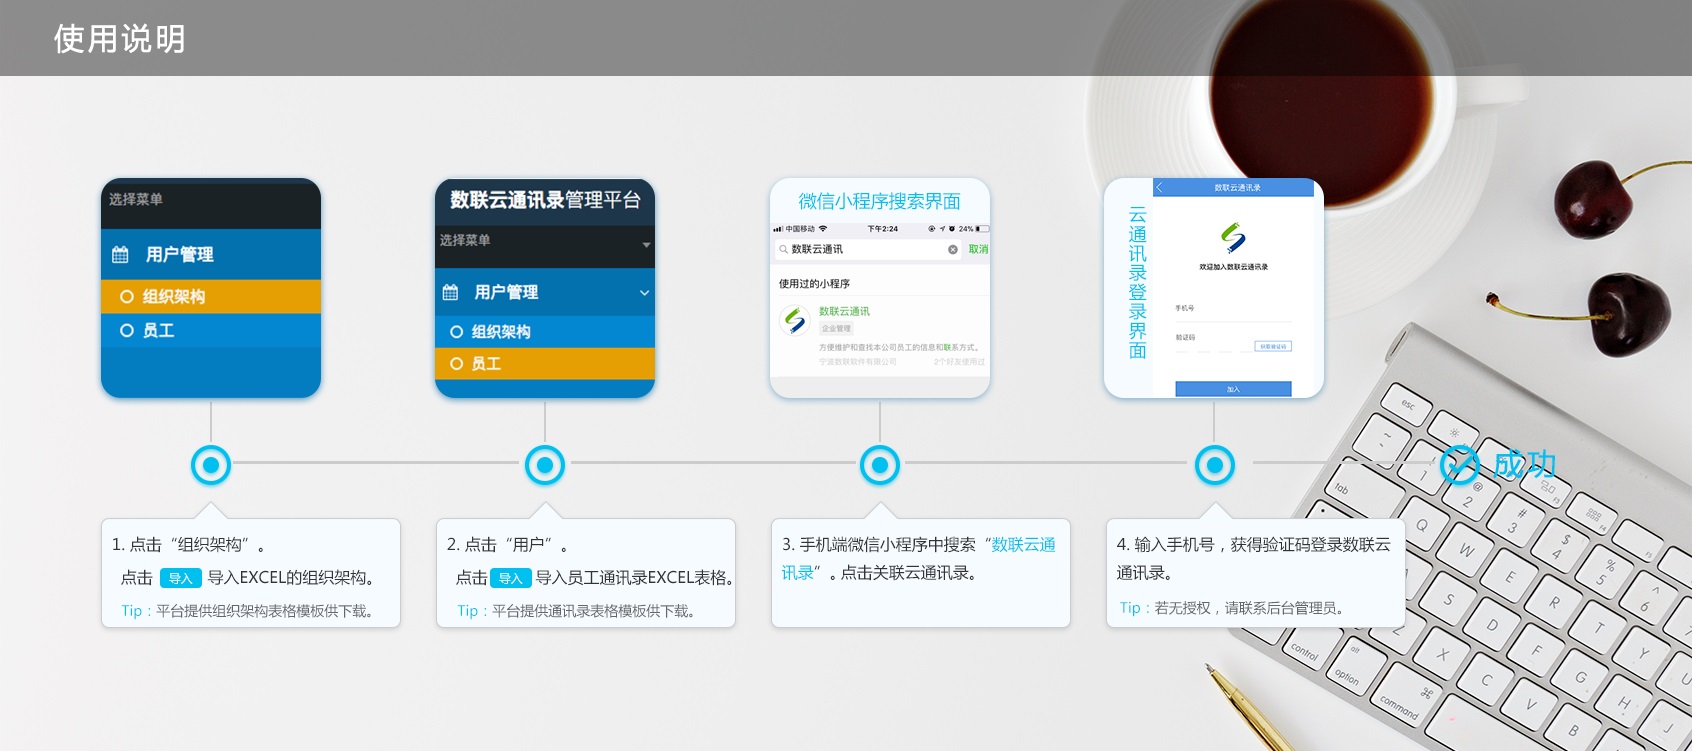 使用说明
选择菜单
用户管理
组织架构
员工
数联云通讯录管理平台
选择菜单
用户管理
组织架构
员工
微信小程序搜索界面
中国移动 下午2:24 24%
数联云通讯 取消
使用过的小程序
数联云通讯
企业管理
方便维护和查找本公司员工的信息和联系方式。
宁波数联软件有限公司 2个好友使用过
云通讯录登录界面
数联云通讯录
欢迎加入数联云通讯录
手机号
验证码
获取验证码
加入
成功
1. 点击“组织架构”。
点击 导入 导入EXCEL的组织架构。
Tip：平台提供组织架构表格模板供下载。
2. 点击“用户”。
点击 导入 导入员工通讯录EXCEL表格。
Tip：平台提供通讯录表格模板供下载。
3. 手机端微信小程序中搜索“数联云通
讯录”。点击关联云通讯录。
4. 输入手机号，获得验证码登录数联云
通讯录。
Tip：若无授权，请联系后台管理员。
esc
~
! 1
@ 2
# 3
$ 4
% 5
^ 6
tab
Q
W
E
R
T
Y
U
S
D
F
G
H
J
Z
X
C
V
B
control
alt
option
⌘
command